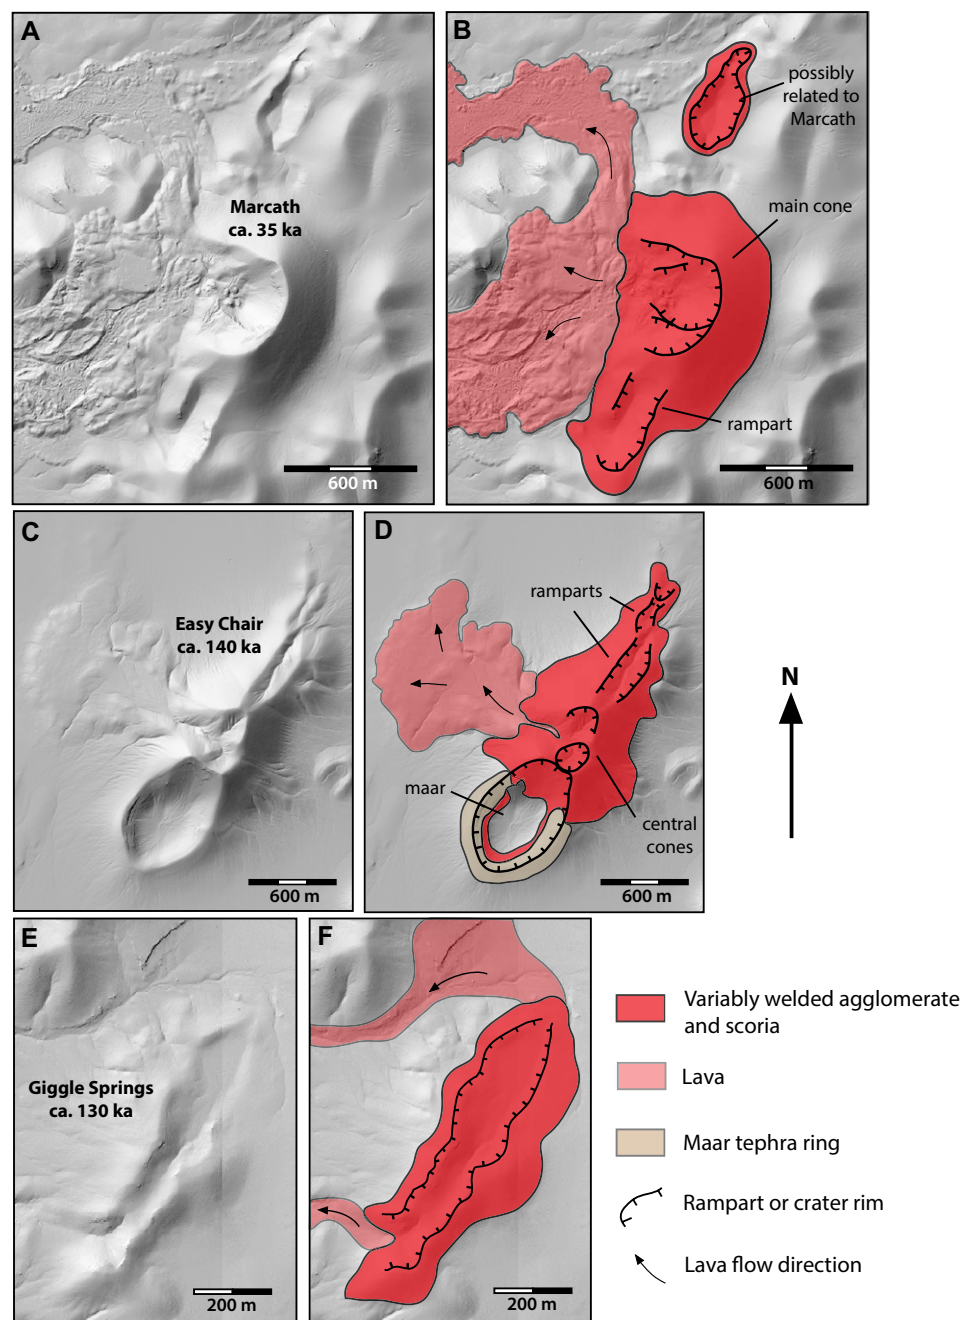 A
Marcath
ca. 35 ka
600 m
B
possibly
related to
Marcath
main cone
rampart
600 m
C
Easy Chair
ca. 140 ka
600 m
D
ramparts
maar
central
cones
600 m
N
E
Giggle Springs
ca. 130 ka
200 m
F
200 m
Variably welded agglomerate
and scoria
Lava
Maar tephra ring
Rampart or crater rim
Lava flow direction